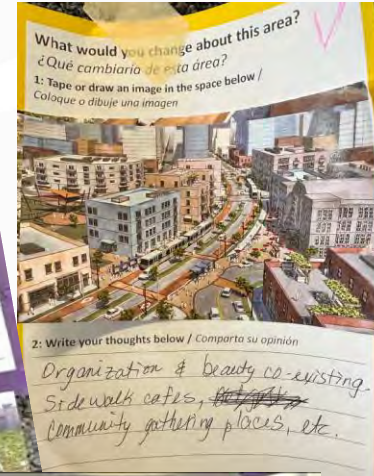 What would you change about this area?
¿Qué cambiaría de esta área?
1: Tape or draw an image in the space below /
Coloque o dibuje una imagen
2: Write your thoughts below / Comparta su opinión
Organization & beauty co-existing.
Sidewalk cafes,
Community gathering places, etc.